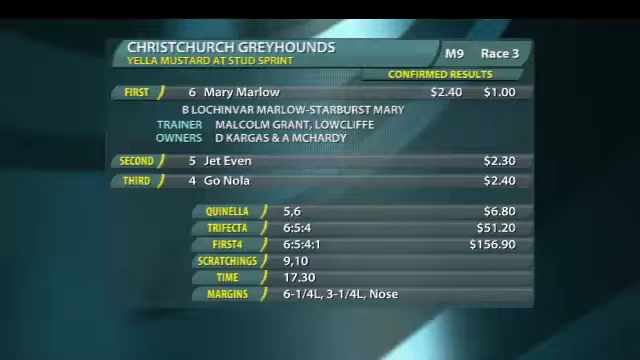 CHRISTCHURCH GREYHOUNDS
YELLA MUSTARD AT STUD SPRINT
M9 Race 3
CONFIRMED RESULTS
FIRST 6 Mary Marlow $2.40 $1.00
B LOCHINVAR MARLOW-STARBURST MARY
TRAINER MALCOLM GRANT, LOWCLIFFE
OWNERS D KARGAS & A MCHARDY
SECOND 5 Jet Even $2.30
THIRD 4 Go Nola $2.40
QUINELLA 5,6 $6.80
TRIFECTA 6:5:4 $51.20
FIRST4 6:5:4:1 $156.90
SCRATCHINGS 9,10
TIME 17.30
MARGINS 6-1/4L, 3-1/4L, Nose